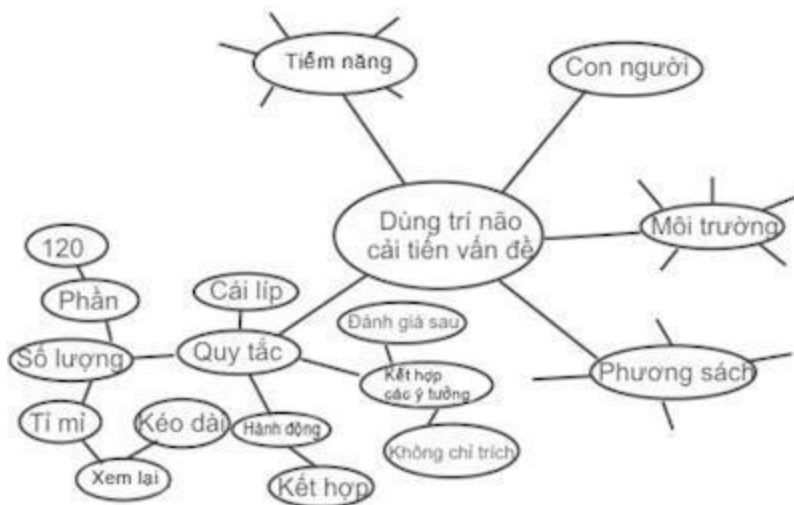 Tiềm năng
Con người
Dùng trí não
cải tiến vấn đề
Môi trường
120
Phần
Cái líp
Đánh giá sau
Số lượng
Quy tắc
Kết hợp
các ý tưởng
Phương sách
Tỉ mỉ
Kéo dài
Hành động
Không chỉ trích
Xem lại
Kết hợp